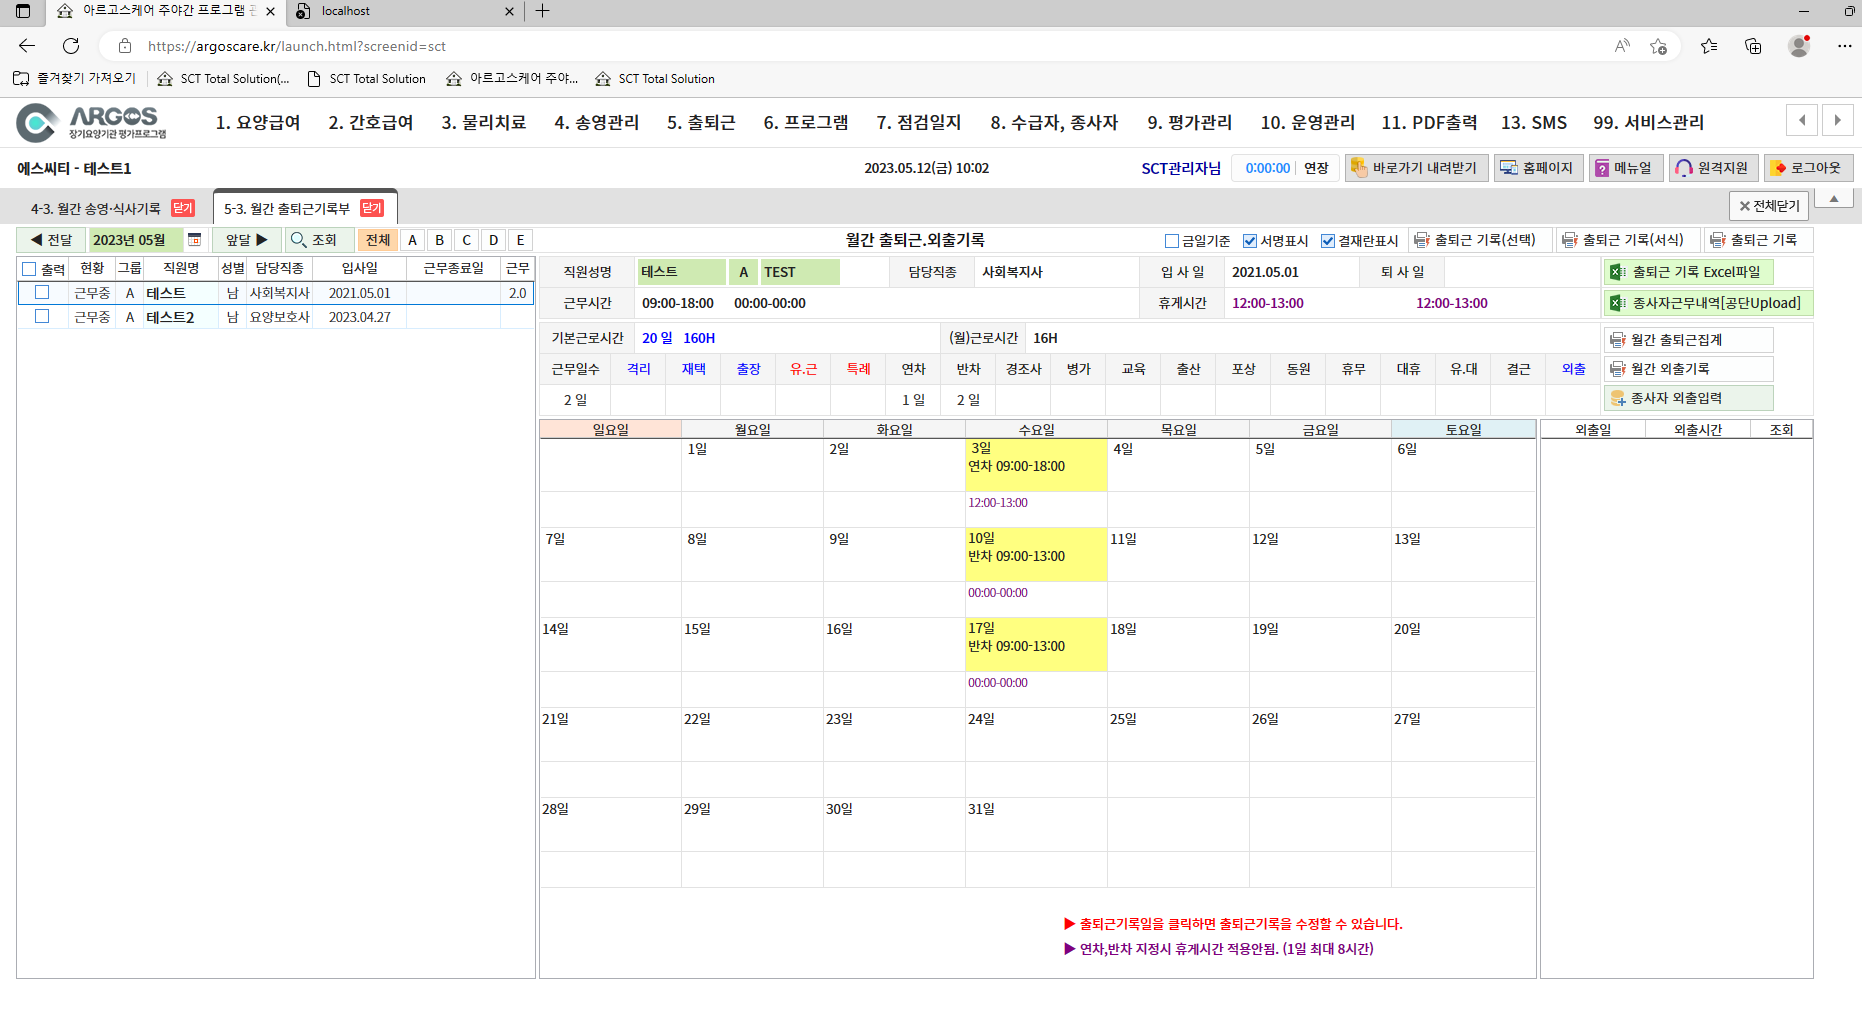 아르고스케어 주야간 프로그램 관
localhost
https://argoscare.kr/launch.html?screenid=sct
즐겨찾기 가져오기
SCT Total Solution(...
SCT Total Solution
아르고스케어 주야...
SCT Total Solution
ARGOS
장기요양기관 평가프로그램
1. 요양급여
2. 간호급여
3. 물리치료
4. 송영관리
5. 출퇴근
6. 프로그램
7. 점검일지
8. 수급자, 종사자
9. 평가관리
10. 운영관리
11. PDF출력
13. SMS
99. 서비스관리
에스씨티 - 테스트1
2023.05.12(금) 10:02
SCT관리자님
0:00:00
연장
바로가기 내려받기
홈페이지
메뉴얼
원격지원
로그아웃
4-3. 월간 송영·식사기록 닫기
5-3. 월간 출퇴근기록부 닫기
전체닫기
◀ 전달
2023년 05월
앞달 ▶
조회
전체 A B C D E
월간 출퇴근.외출기록
금일기준
서명표시
결재란표시
출퇴근 기록(선택)
출퇴근 기록(서식)
출퇴근 기록
출력 현황 그룹 직원명 성별 담당직종 입사일 근무종료일 근무
근무중 A 테스트 남 사회복지사 2021.05.01 2.0
근무중 A 테스트2 남 요양보호사 2023.04.27
직원성명 테스트 A TEST 담당직종 사회복지사 입 사 일 2021.05.01 퇴 사 일
근무시간 09:00-18:00 00:00-00:00 휴게시간 12:00-13:00 12:00-13:00
출퇴근 기록 Excel파일
종사자근무내역[공단Upload]
기본근로시간 20 일 160H (월)근로시간 16H
월간 출퇴근집계
월간 외출기록
종사자 외출입력
근무일수 격리 재택 출장 유.근 특례 연차 반차 경조사 병가 교육 출산 포상 동원 휴무 대휴 유.대 결근 외출
2 일 1 일 2 일
일요일 월요일 화요일 수요일 목요일 금요일 토요일
1일 2일 3일 4일 5일 6일
연차 09:00-18:00
12:00-13:00
7일 8일 9일 10일 11일 12일 13일
반차 09:00-13:00
00:00-00:00
14일 15일 16일 17일 18일 19일 20일
반차 09:00-13:00
00:00-00:00
21일 22일 23일 24일 25일 26일 27일
28일 29일 30일 31일
외출일 외출시간 조회
▶ 출퇴근기록일을 클릭하면 출퇴근기록을 수정할 수 있습니다.
▶ 연차,반차 지정시 휴게시간 적용안됨. (1일 최대 8시간)